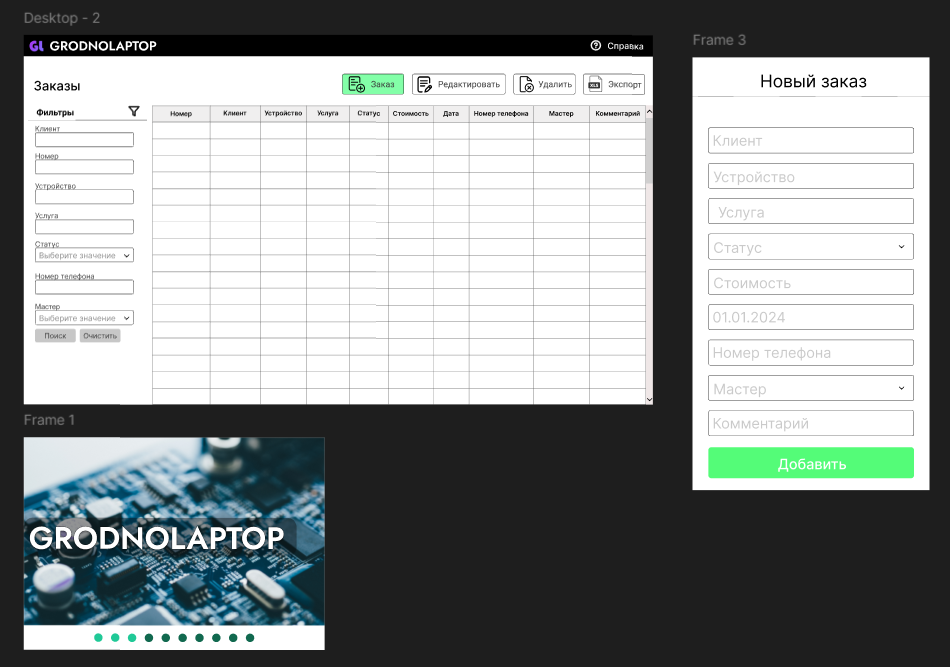 Desktop - 2
GL GRODNOLAPTOP
Справка
Заказы
Заказ
Редактировать
Удалить
XLS
Экспорт
Фильтры
Клиент
Номер
Устройство
Услуга
Статус
Выберите значение
Номер телефона
Мастер
Выберите значение
Поиск
Очистить
Номер Клиент Устройство Услуга Статус Стоимость Дата Номер телефона Мастер Комментарий
Frame 3
Новый заказ
Клиент
Устройство
Услуга
Статус
Стоимость
01.01.2024
Номер телефона
Мастер
Комментарий
Добавить
Frame 1
GRODNOLAPTOP